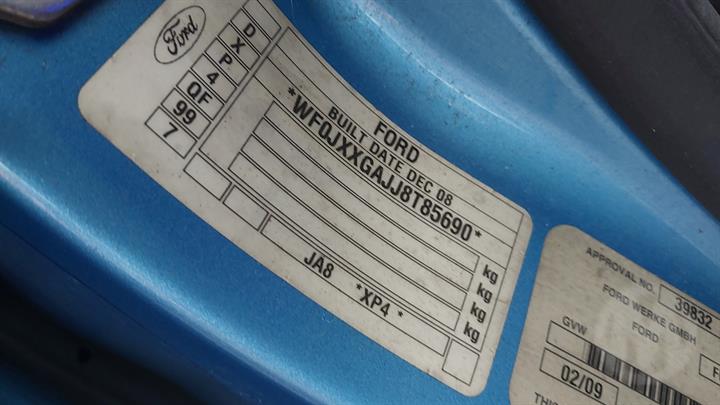 Ford
D
X
P
4
OF
99
7
FORD
BUILT DATE DEC 08
*WF0JXXGAJJ8T85690*
kg
kg
kg
kg
JA8 *XP4*
APPROVAL NO. 39832
FORD WERKE GMBH
FORD
GVW
02/09